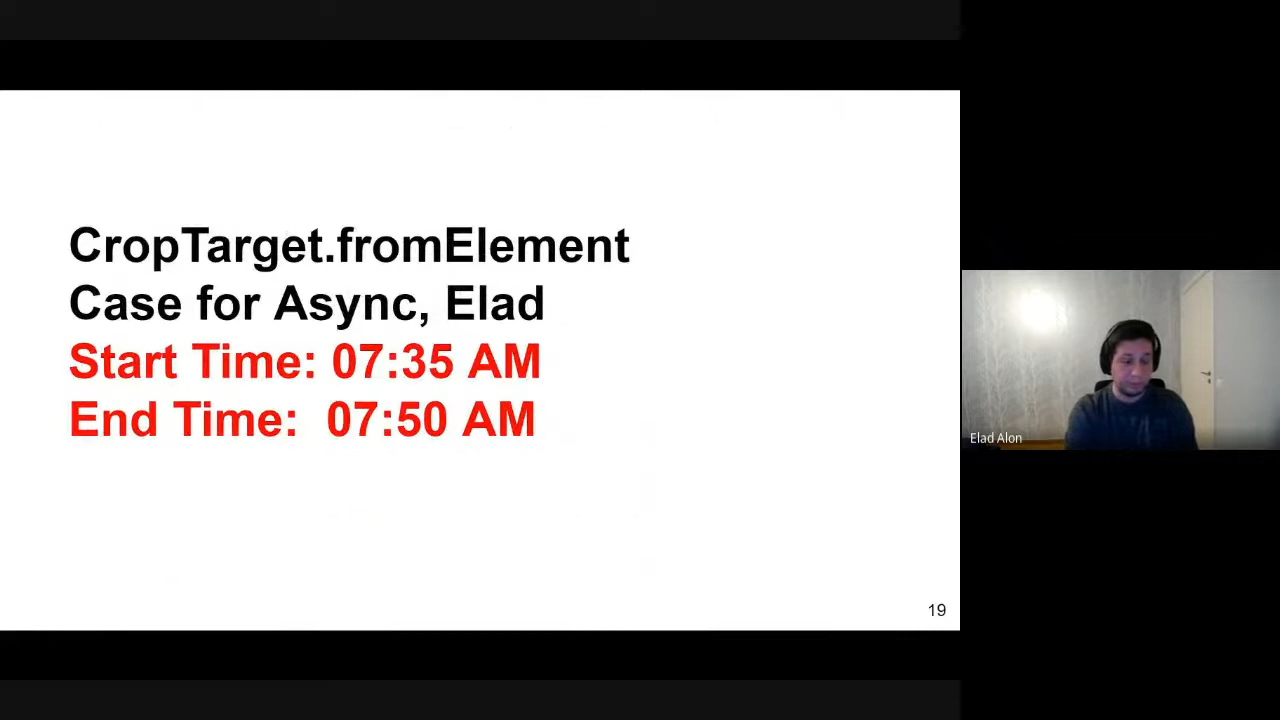 CropTarget.fromElement
Case for Async, Elad
Start Time: 07:35 AM
End Time:  07:50 AM
19
Elad Alon